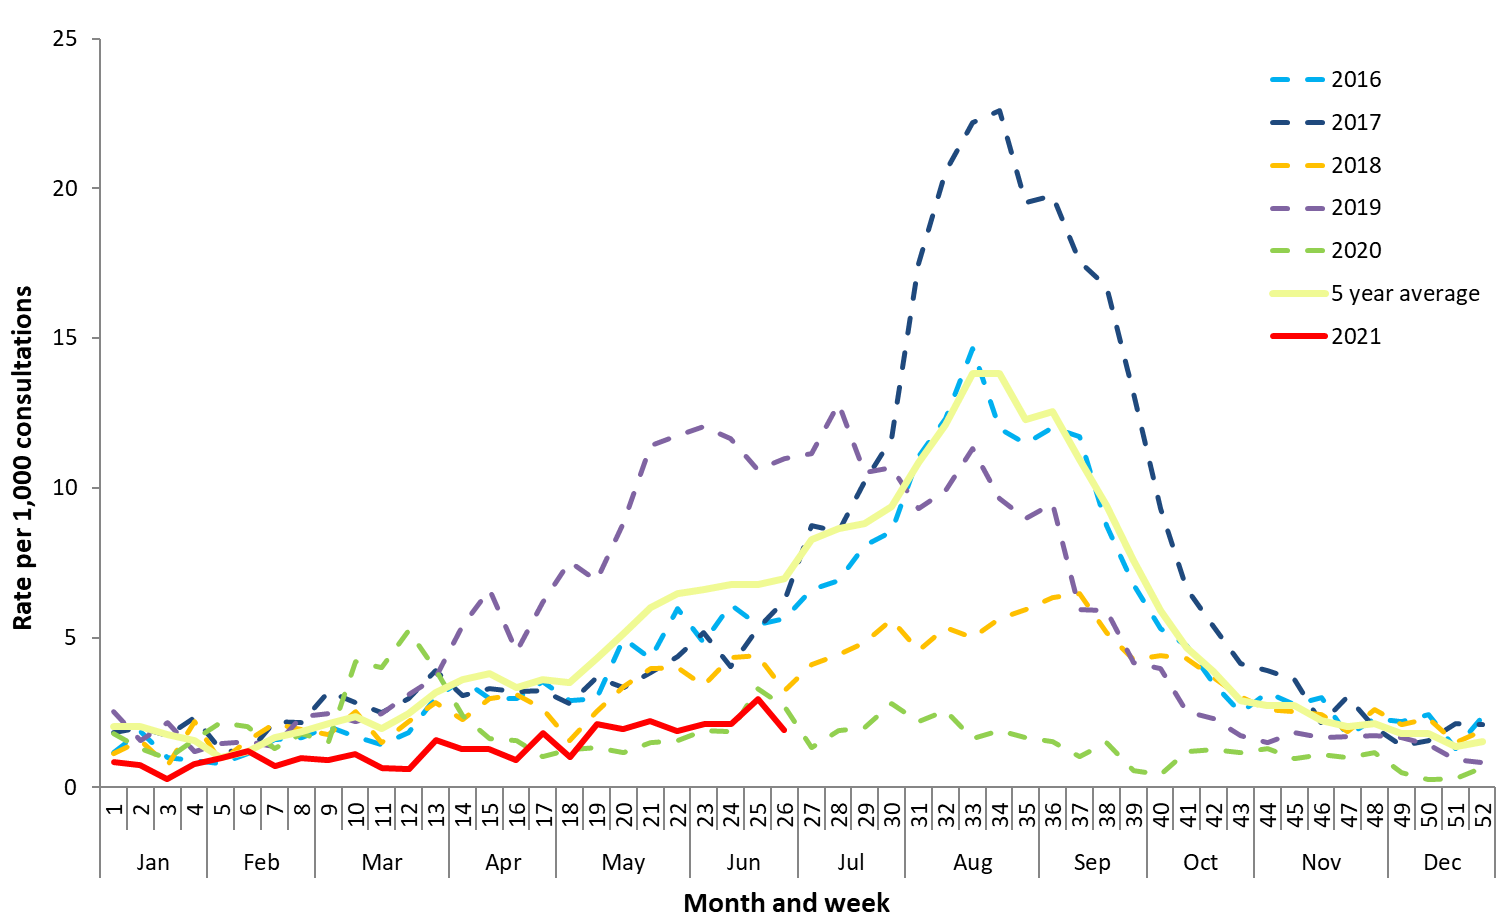 25
20
15
10
5
0
Rate per 1,000 consultations
2016
2017
2018
2019
2020
5 year average
2021
1 2 3 4 5 6 7 8 9 10 11 12 13 14 15 16 17 18 19 20 21 22 23 24 25 26 27 28 29 30 31 32 33 34 35 36 37 38 39 40 41 42 43 44 45 46 47 48 49 50 51 52
Jan Feb Mar Apr May Jun Jul Aug Sep Oct Nov Dec
Month and week